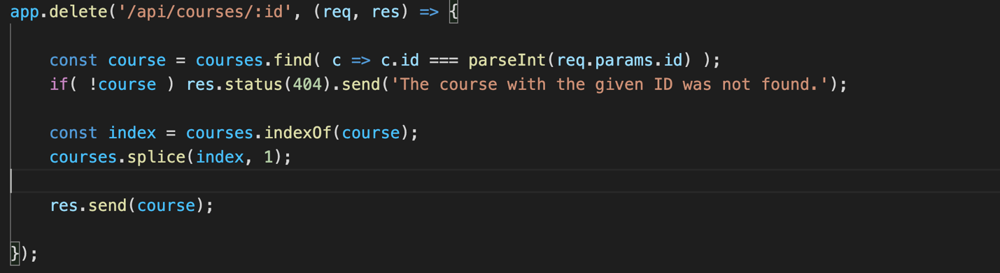 app.delete('/api/courses/:id', (req, res) => {
const course = courses.find( c => c.id === parseInt(req.params.id) );
if( !course ) res.status(404).send('The course with the given ID was not found.');
const index = courses.indexOf(course);
courses.splice(index, 1);
res.send(course);
});